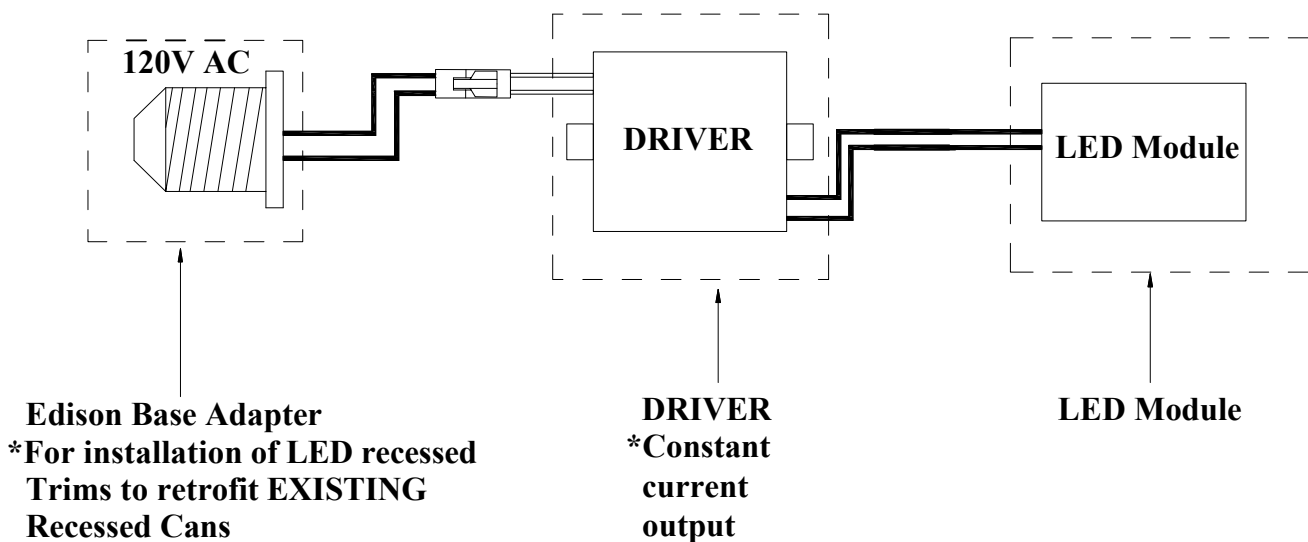 120V AC
DRIVER
LED Module
Edison Base Adapter
*For installation of LED recessed
Trims to retrofit EXISTING
Recessed Cans
DRIVER
*Constant
current
output
LED Module